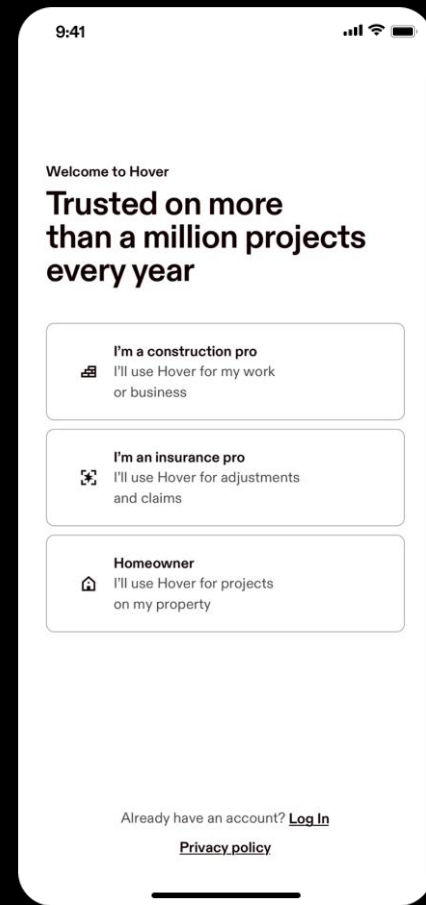 9:41
Welcome to Hover
Trusted on more
than a million projects
every year
I'm a construction pro
I'll use Hover for my work
or business
I'm an insurance pro
I'll use Hover for adjustments
and claims
Homeowner
I'll use Hover for projects
on my property
Already have an account? Log In
Privacy policy